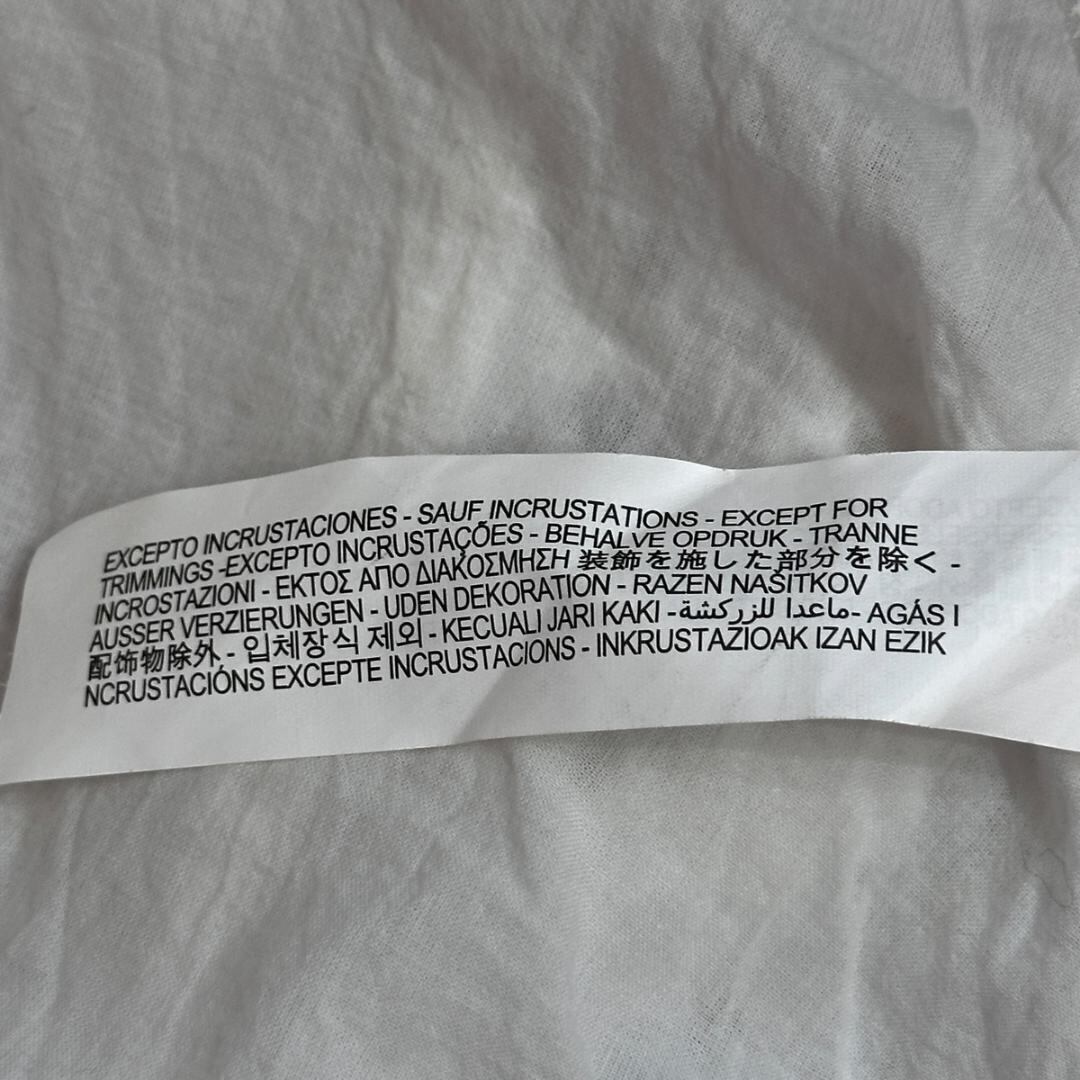 EXCEPTO INCRUSTACIONES - SAUF INCRUSTATIONS - EXCEPT FOR
TRIMMINGS -EXCEPTO INCRUSTAÇÕES - BEHALVE OPDRUK - TRANNE
INCROSTAZIONI - ΕΚΤΟΣ ΑΠΟ ΔΙΑΚΟΣΜΗΣΗ 装飾を施した部分を除く -
AUSSER VERZIERUNGEN - UDEN DEKORATION - RAZEN NAŠITKOV
配饰物除外 - 입체장식 제외 - KECUALI JARI KAKI - ماعدا للزركشة - AGÁS I
NCRUSTACIÓNS EXCEPTE INCRUSTACIONS - INKRUSTAZIOAK IZAN EZIK